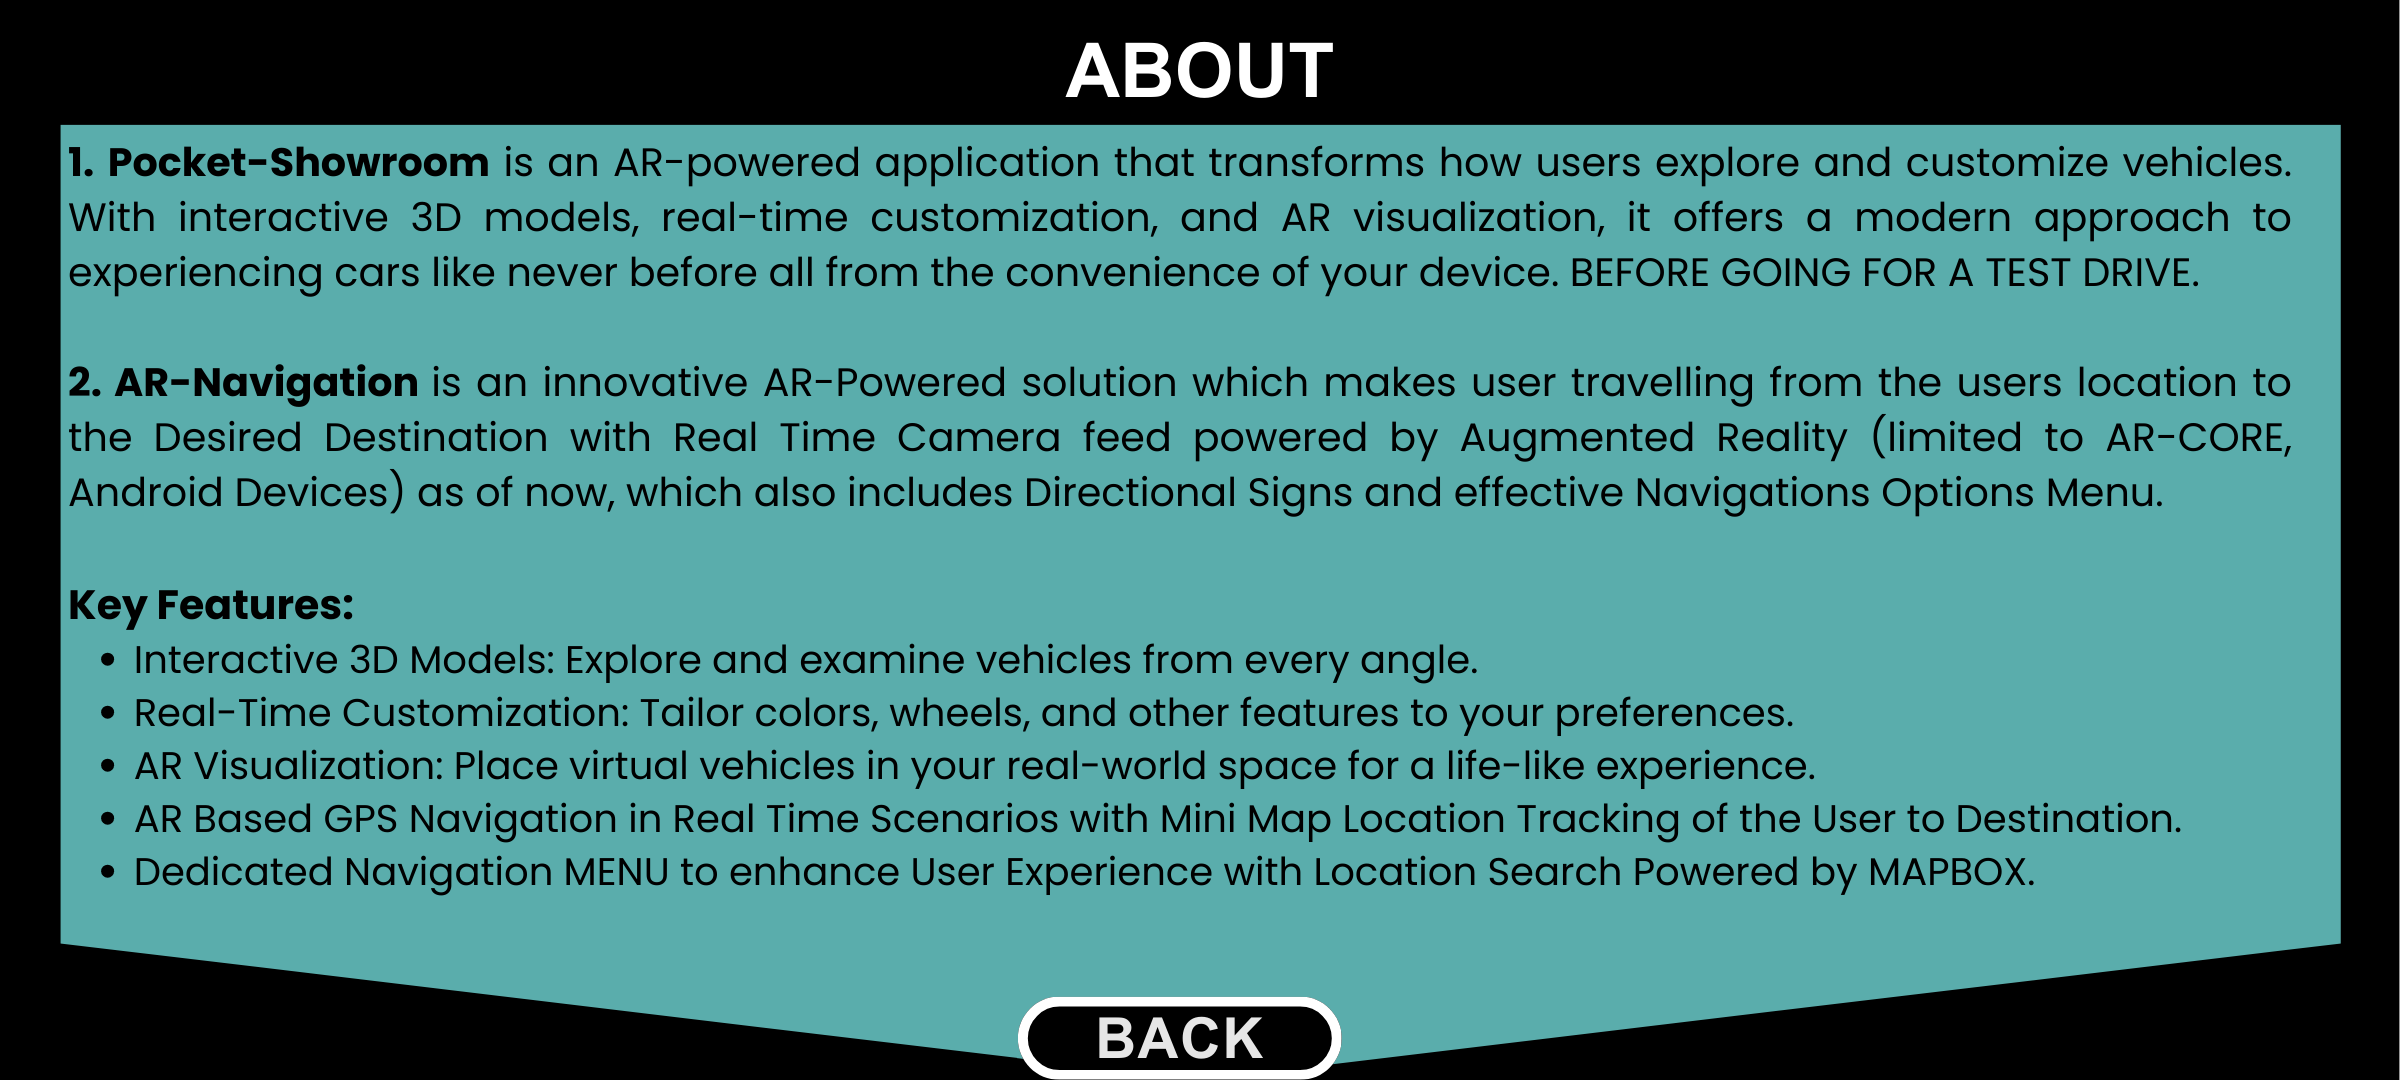 ABOUT
1. Pocket-Showroom is an AR-powered application that transforms how users explore and customize vehicles.
With interactive 3D models, real-time customization, and AR visualization, it offers a modern approach to
experiencing cars like never before all from the convenience of your device. BEFORE GOING FOR A TEST DRIVE.
2. AR-Navigation is an innovative AR-Powered solution which makes user travelling from the users location to
the Desired Destination with Real Time Camera feed powered by Augmented Reality (limited to AR-CORE,
Android Devices) as of now, which also includes Directional Signs and effective Navigations Options Menu.
Key Features:
• Interactive 3D Models: Explore and examine vehicles from every angle.
• Real-Time Customization: Tailor colors, wheels, and other features to your preferences.
• AR Visualization: Place virtual vehicles in your real-world space for a life-like experience.
• AR Based GPS Navigation in Real Time Scenarios with Mini Map Location Tracking of the User to Destination.
• Dedicated Navigation MENU to enhance User Experience with Location Search Powered by MAPBOX.
BACK